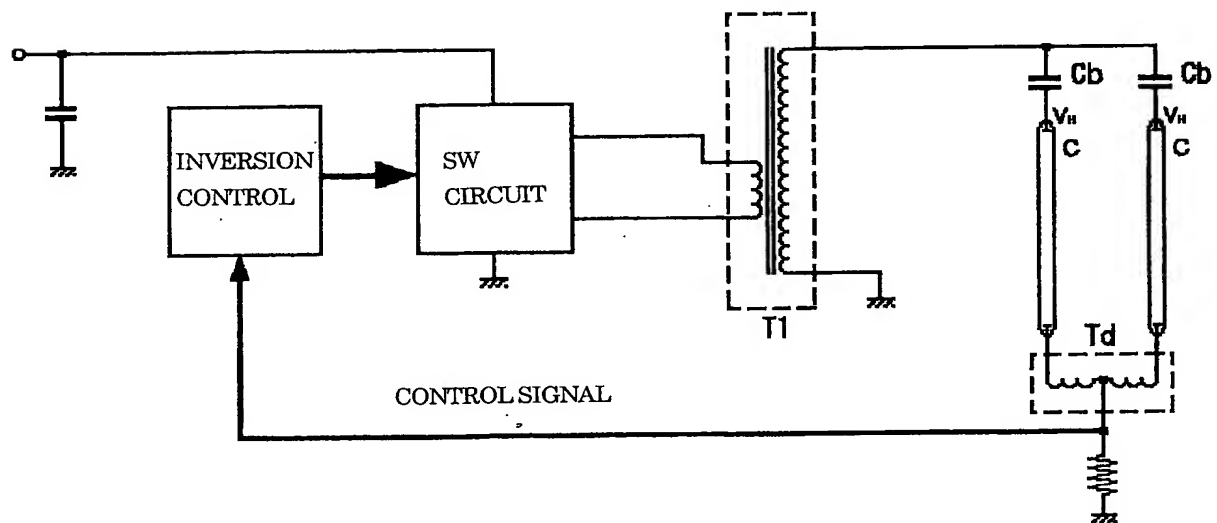 Cb
Cb
INVERSION
CONTROL
SW
CIRCUIT
VH
C
VH
C
T1
Td
CONTROL SIGNAL